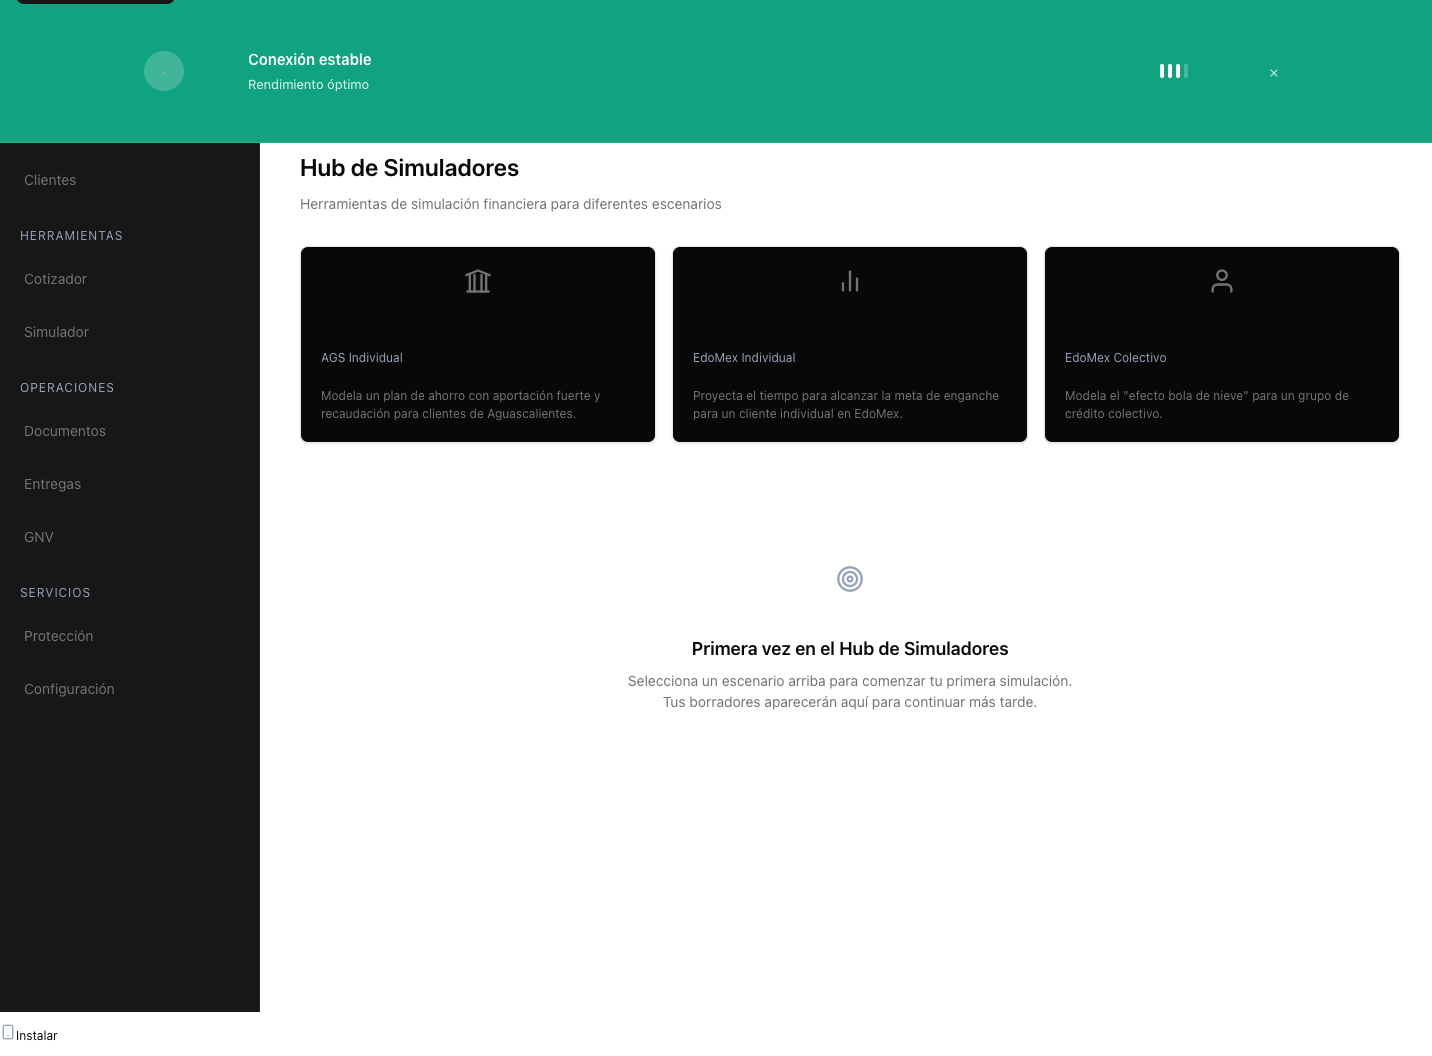 Conexión estable
Rendimiento óptimo
Clientes
HERRAMIENTAS
Cotizador
Simulador
OPERACIONES
Documentos
Entregas
GNV
SERVICIOS
Protección
Configuración
Hub de Simuladores
Herramientas de simulación financiera para diferentes escenarios
AGS Individual
Modela un plan de ahorro con aportación fuerte y
recaudación para clientes de Aguascalientes.
EdoMex Individual
Proyecta el tiempo para alcanzar la meta de enganche
para un cliente individual en EdoMex.
EdoMex Colectivo
Modela el "efecto bola de nieve" para un grupo de
crédito colectivo.
Primera vez en el Hub de Simuladores
Selecciona un escenario arriba para comenzar tu primera simulación.
Tus borradores aparecerán aquí para continuar más tarde.
Instalar